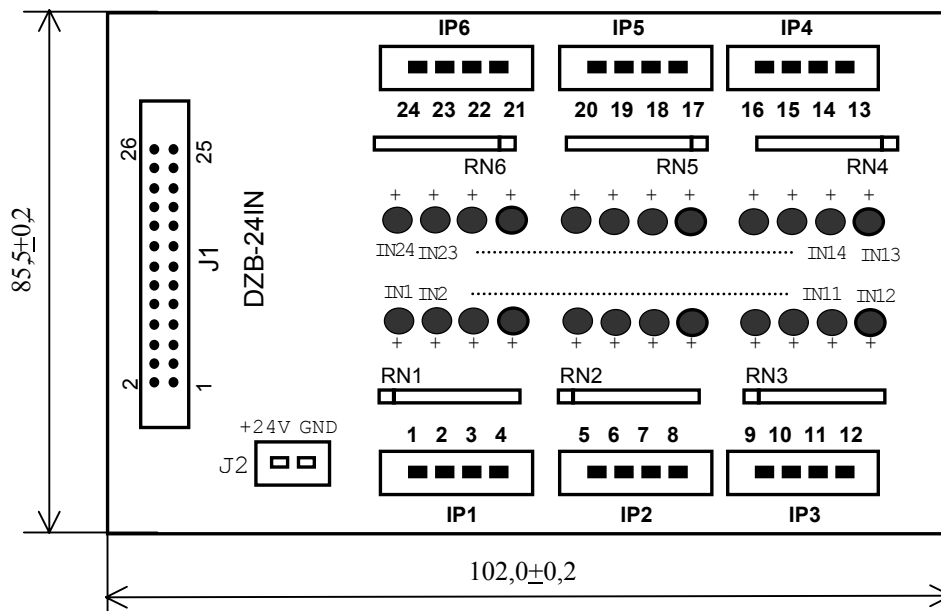 IP6 IP5 IP4
24 23 22 21 20 19 18 17 16 15 14 13
26 25
RN6 RN5 RN4
+ + + + + + + + + + + +
IN24 IN23 IN14 IN13
J1
DZB-24IN
85,5±0,2
IN1 IN2 IN11 IN12
+ + + + + + + + + + + +
2 1
RN1 RN2 RN3
+24V GND
1 2 3 4 5 6 7 8 9 10 11 12
J2
IP1 IP2 IP3
102,0±0,2